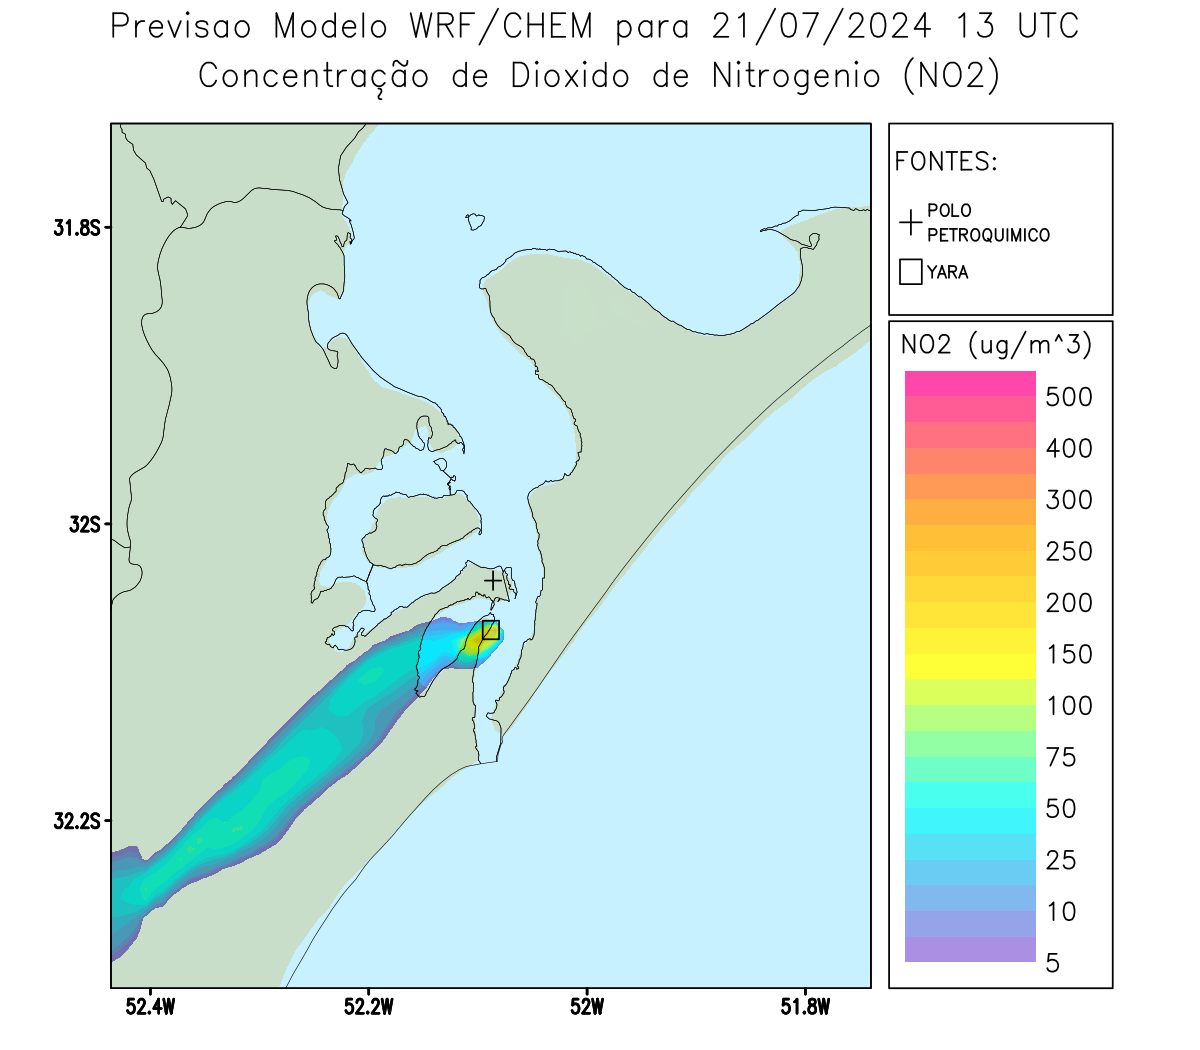 Previsao Modelo WRF/CHEM para 21/07/2024 13 UTC
Concentração de Dioxido de Nitrogenio (NO2)
FONTES:
POLO
PETROQUIMICO
YARA
NO2 (ug/m^3)
500
400
300
250
200
150
100
75
50
25
10
5
31.8S
32S
32.2S
52.4W
52.2W
52W
51.8W